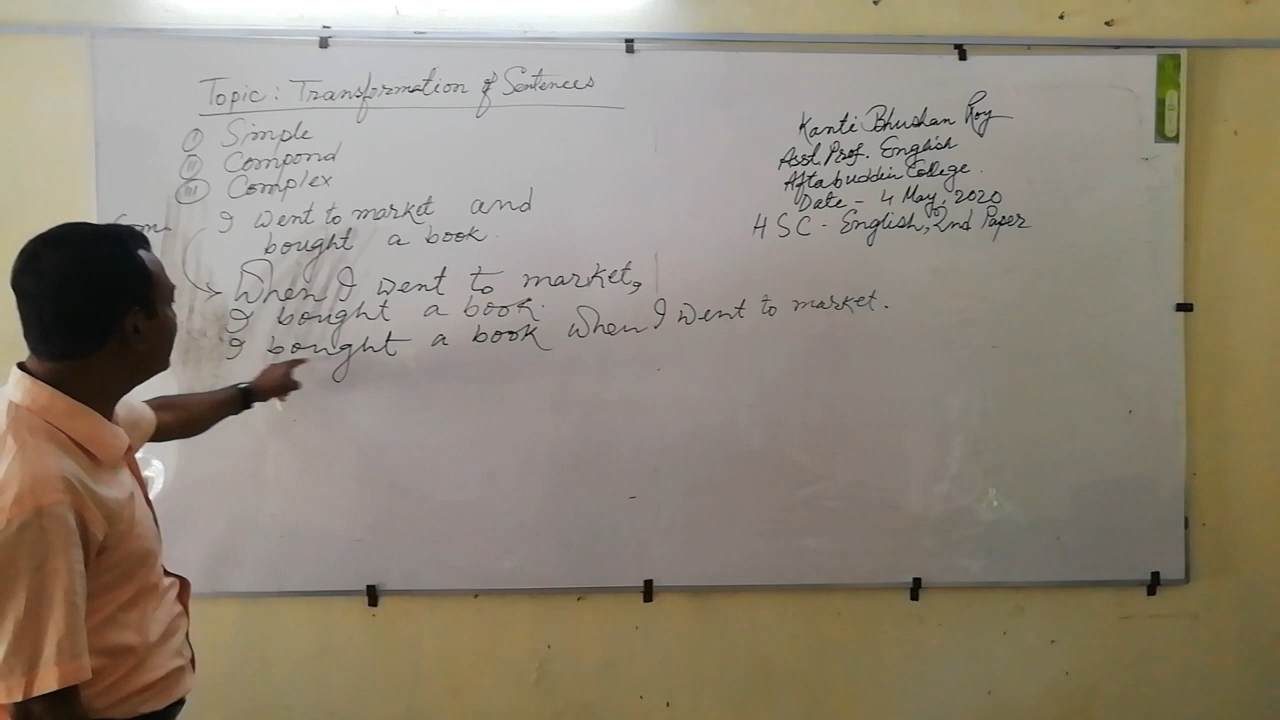 Topic: Transformation of Sentences
(i) Simple
(ii) Compond
(iii) Complex
Com.
I went to market and
bought a book.
When I went to market,
I bought a book.
I bought a book when I went to market.
Kanti Bhushan Roy
Asst. Prof. English
Aftabuddin College.
Date - 4 May, 2020
HSC - English, 2nd Paper